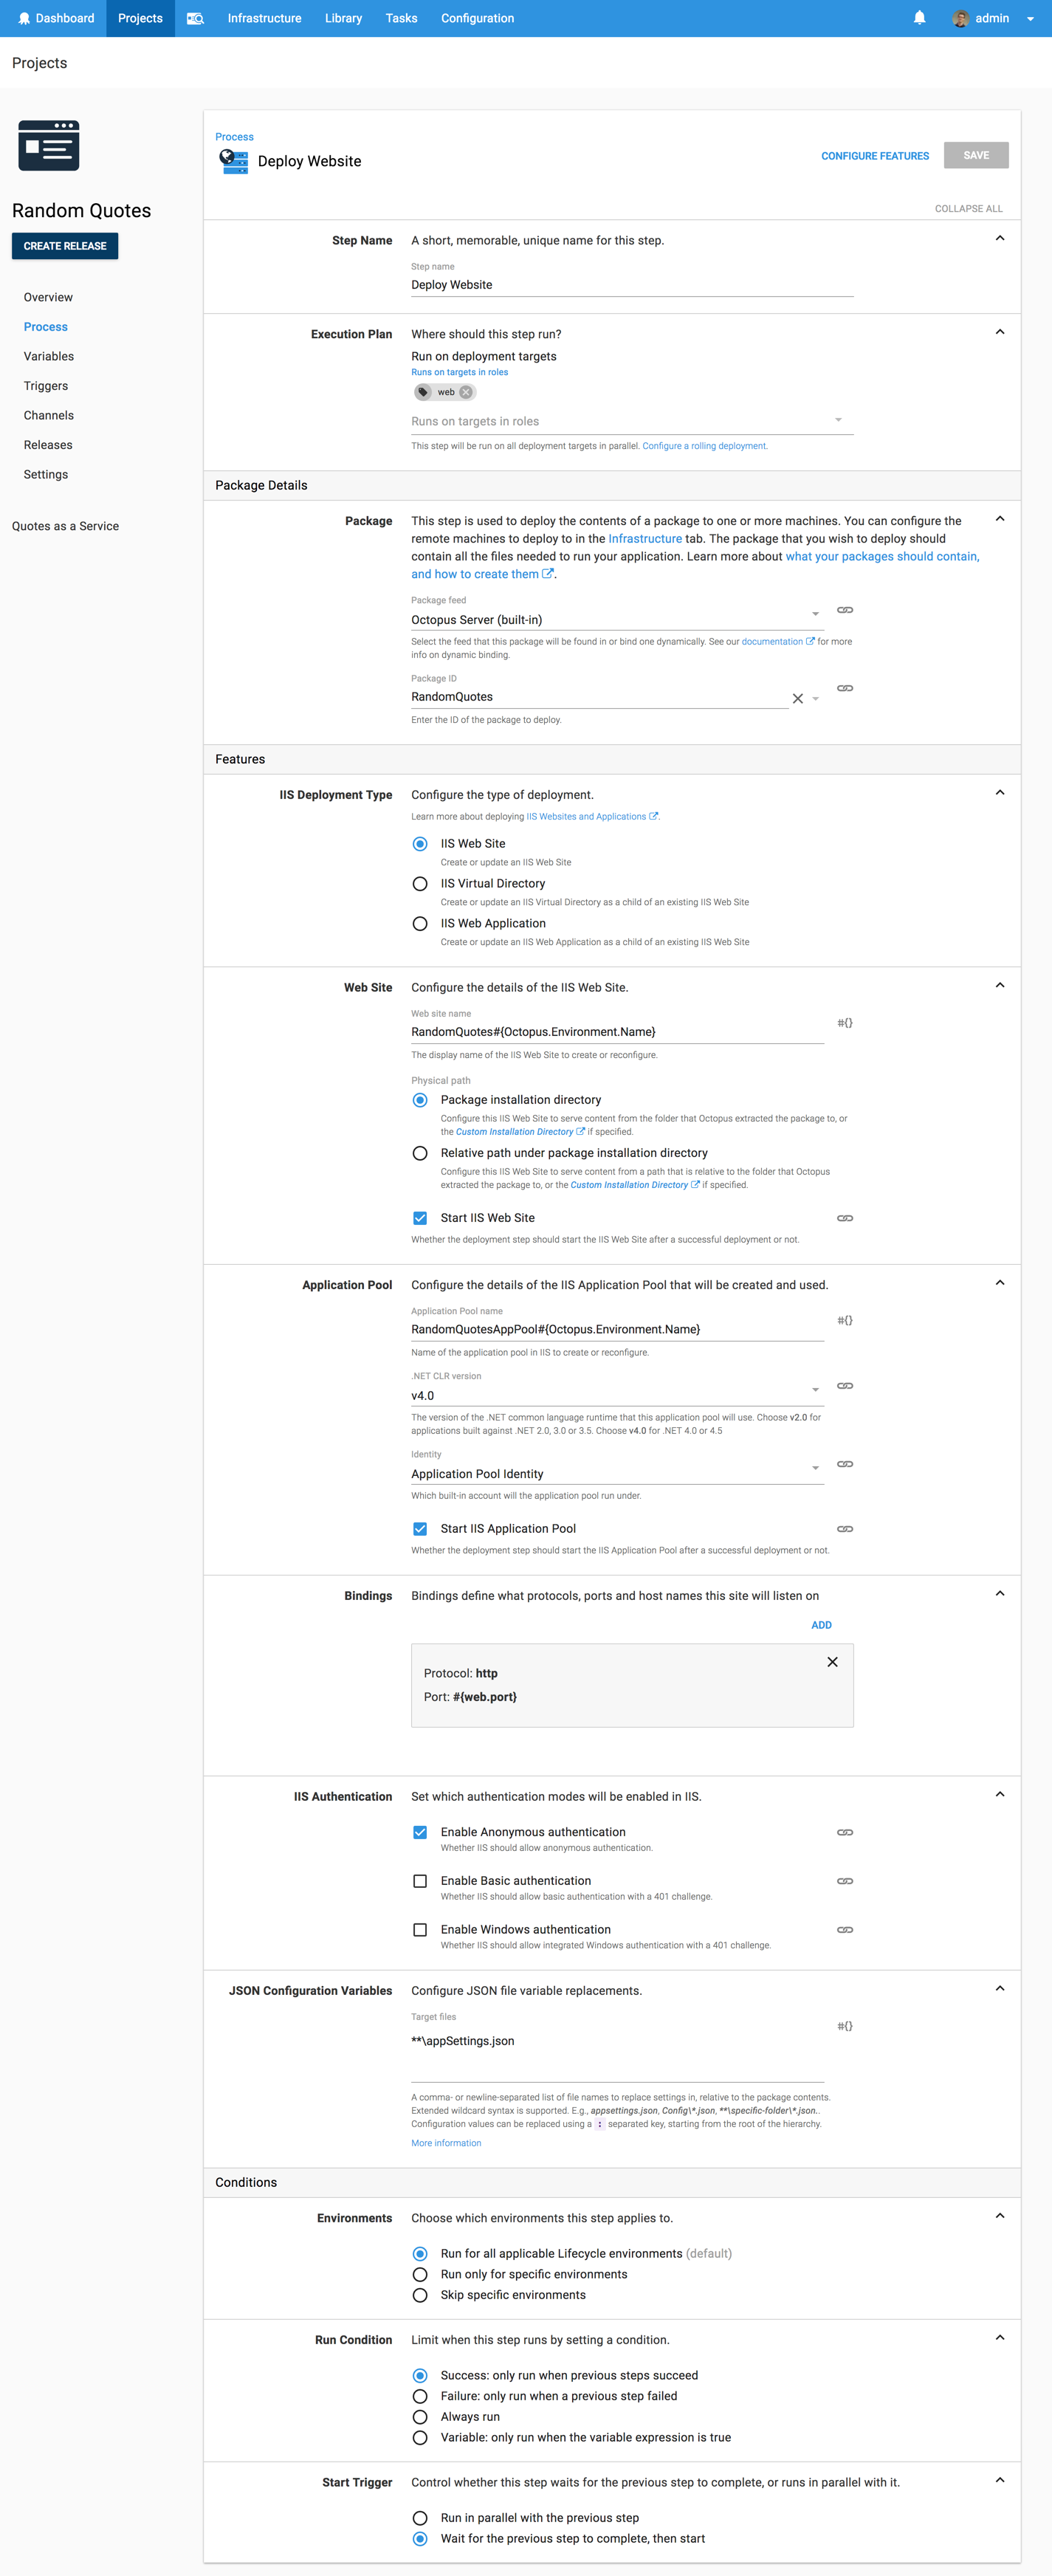 Dashboard Projects Infrastructure Library Tasks Configuration admin
Projects
Random Quotes
CREATE RELEASE
Overview
Process
Variables
Triggers
Channels
Releases
Settings
Quotes as a Service
Process
Deploy Website
CONFIGURE FEATURES SAVE
COLLAPSE ALL
Step Name A short, memorable, unique name for this step.
Step name
Deploy Website
Execution Plan Where should this step run?
Run on deployment targets
Runs on targets in roles
web
Runs on targets in roles
This step will be run on all deployment targets in parallel. Configure a rolling deployment.
Package Details
Package This step is used to deploy the contents of a package to one or more machines. You can configure the
remote machines to deploy to in the Infrastructure tab. The package that you wish to deploy should
contain all the files needed to run your application. Learn more about what your packages should contain,
and how to create them.
Package feed
Octopus Server (built-in)
Select the feed that this package will be found in or bind one dynamically. See our documentation for more
info on dynamic binding.
Package ID
RandomQuotes
Enter the ID of the package to deploy.
Features
IIS Deployment Type Configure the type of deployment.
Learn more about deploying IIS Websites and Applications.
IIS Web Site
Create or update an IIS Web Site
IIS Virtual Directory
Create or update an IIS Virtual Directory as a child of an existing IIS Web Site
IIS Web Application
Create or update an IIS Web Application as a child of an existing IIS Web Site
Web Site Configure the details of the IIS Web Site.
Web site name
RandomQuotes#{Octopus.Environment.Name}
#{}
The display name of the IIS Web Site to create or reconfigure.
Physical path
Package installation directory
Configure this IIS Web Site to serve content from the folder that Octopus extracted the package to, or
the Custom Installation Directory if specified.
Relative path under package installation directory
Configure this IIS Web Site to serve content from a path that is relative to the folder that Octopus
extracted the package to, or the Custom Installation Directory if specified.
Start IIS Web Site
Whether the deployment step should start the IIS Web Site after a successful deployment or not.
Application Pool Configure the details of the IIS Application Pool that will be created and used.
Application Pool name
RandomQuotesAppPool#{Octopus.Environment.Name}
#{}
Name of the application pool in IIS to create or reconfigure.
.NET CLR version
v4.0
The version of the .NET common language runtime that this application pool will use. Choose v2.0 for
applications built against .NET 2.0, 3.0 or 3.5. Choose v4.0 for .NET 4.0 or 4.5
Identity
Application Pool Identity
Which built-in account will the application pool run under.
Start IIS Application Pool
Whether the deployment step should start the IIS Application Pool after a successful deployment or not.
Bindings Bindings define what protocols, ports and host names this site will listen on
ADD
Protocol: http
Port: #{web.port}
IIS Authentication Set which authentication modes will be enabled in IIS.
Enable Anonymous authentication
Whether IIS should allow anonymous authentication.
Enable Basic authentication
Whether IIS should allow basic authentication with a 401 challenge.
Enable Windows authentication
Whether IIS should allow integrated Windows authentication with a 401 challenge.
JSON Configuration Variables Configure JSON file variable replacements.
Target files
#{}
**\appSettings.json
A comma- or newline-separated list of file names to replace settings in, relative to the package contents.
Extended wildcard syntax is supported. E.g., appsettings.json, Config\*.json, **\specific-folder\*.json..
Configuration values can be replaced using a : separated key, starting from the root of the hierarchy.
More information
Conditions
Environments Choose which environments this step applies to.
Run for all applicable Lifecycle environments (default)
Run only for specific environments
Skip specific environments
Run Condition Limit when this step runs by setting a condition.
Success: only run when previous steps succeed
Failure: only run when a previous step failed
Always run
Variable: only run when the variable expression is true
Start Trigger Control whether this step waits for the previous step to complete, or runs in parallel with it.
Run in parallel with the previous step
Wait for the previous step to complete, then start